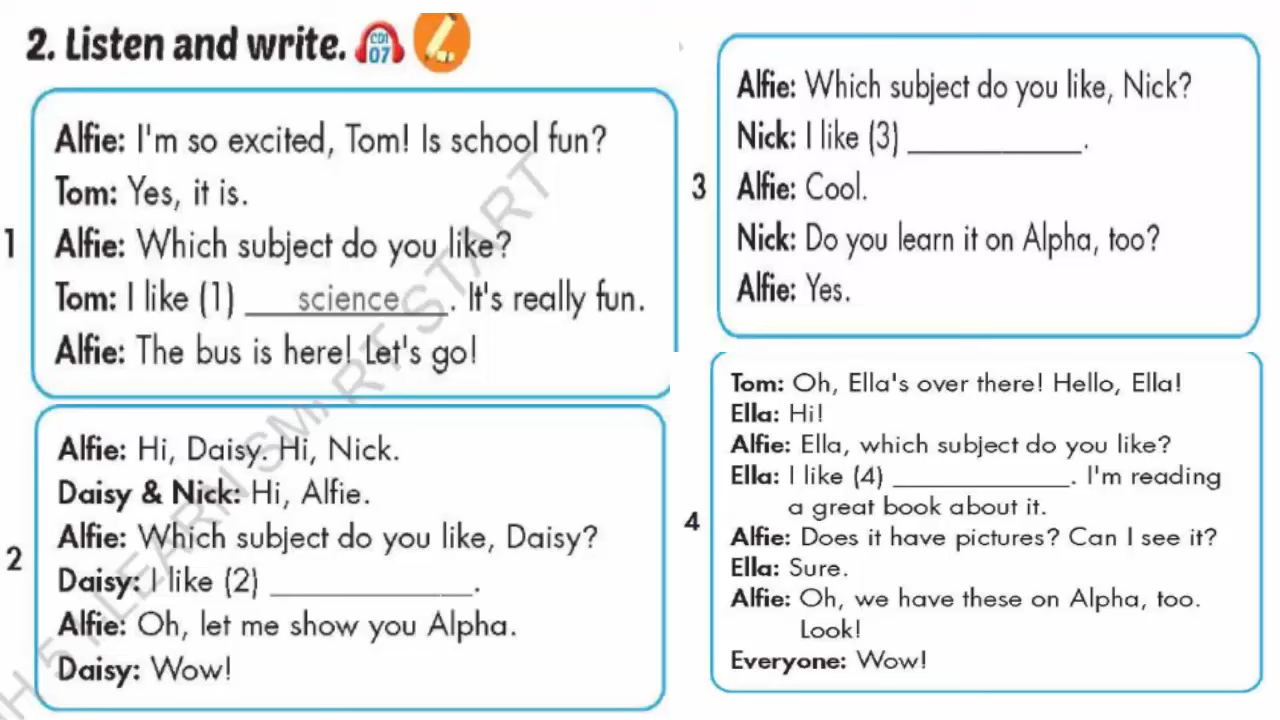 2. Listen and write.
CD1
07
1
Alfie: I'm so excited, Tom! Is school fun?
Tom: Yes, it is.
Alfie: Which subject do you like?
Tom: I like (1) ___science___. It's really fun.
Alfie: The bus is here! Let's go!
2
Alfie: Hi, Daisy. Hi, Nick.
Daisy & Nick: Hi, Alfie.
Alfie: Which subject do you like, Daisy?
Daisy: I like (2) ______________.
Alfie: Oh, let me show you Alpha.
Daisy: Wow!
3
Alfie: Which subject do you like, Nick?
Nick: I like (3) ____________.
Alfie: Cool.
Nick: Do you learn it on Alpha, too?
Alfie: Yes.
4
Tom: Oh, Ella's over there! Hello, Ella!
Ella: Hi!
Alfie: Ella, which subject do you like?
Ella: I like (4) ______________. I'm reading
a great book about it.
Alfie: Does it have pictures? Can I see it?
Ella: Sure.
Alfie: Oh, we have these on Alpha, too.
Look!
Everyone: Wow!
LEARN SMART START